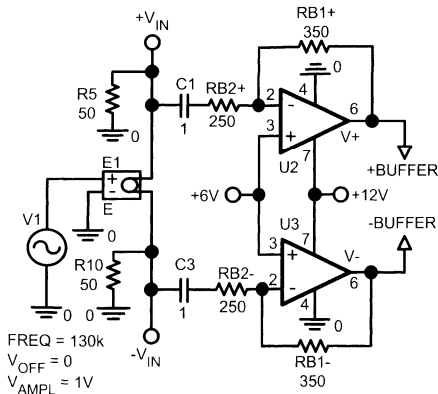 +VIN
RB1+
350
0
R5
50
0
C1
1
RB2+
250
2
-
3
+
4
6
V+
7
U2
+BUFFER
E1
+
-
E
0
+6V
+12V
-BUFFER
V1
0
R10
50
0
U3
3
+
2
-
7
V-
6
4
0
C3
1
RB2-
250
RB1-
350
-VIN
FREQ = 130k
VOFF = 0
VAMPL = 1V